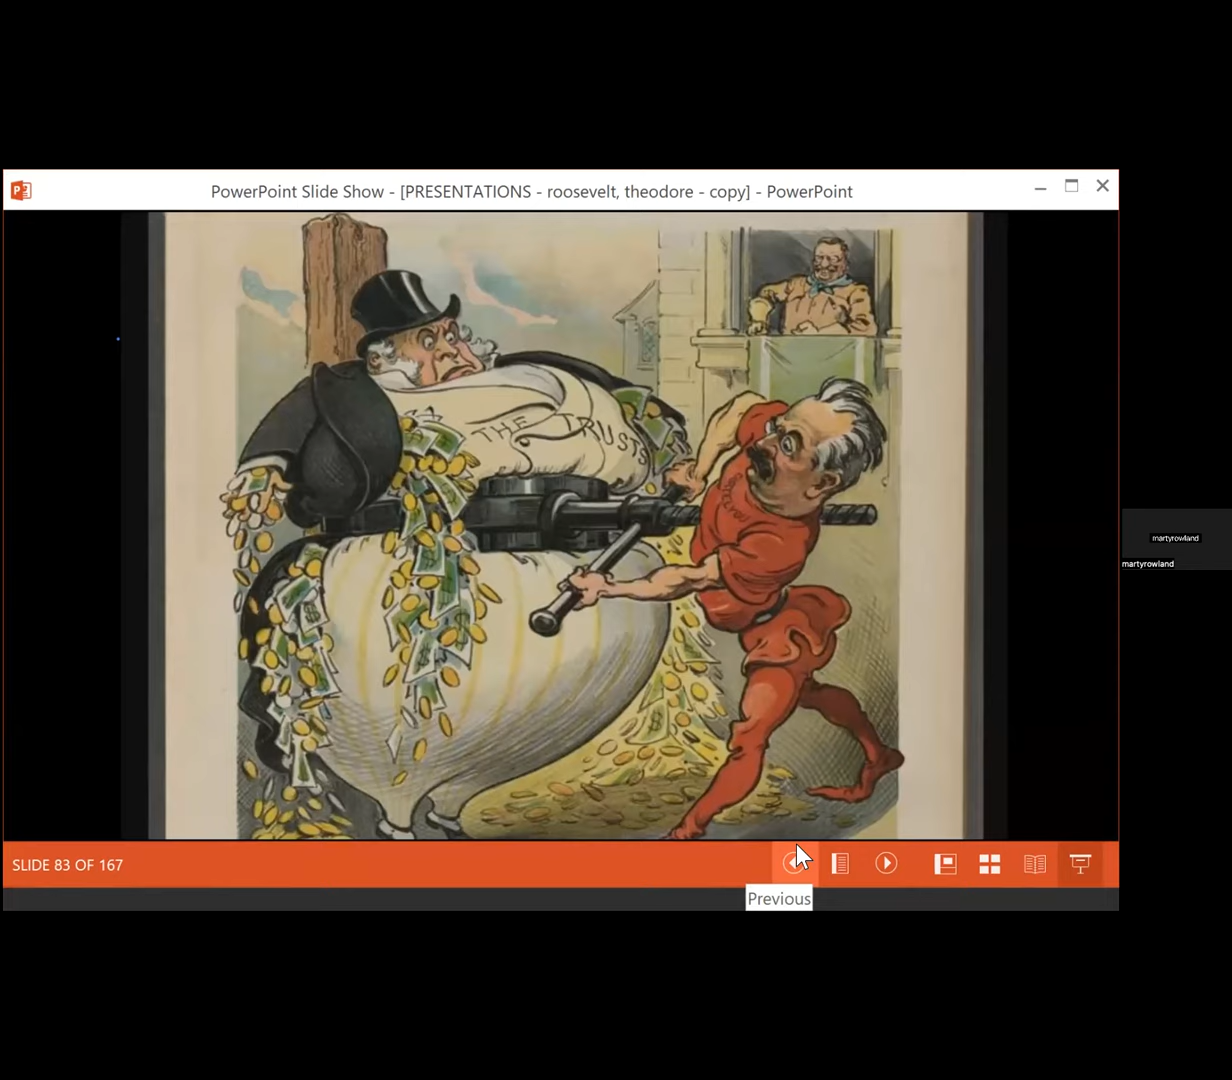 PowerPoint Slide Show - [PRESENTATIONS - roosevelt, theodore - copy] - PowerPoint
THE TRUSTS
martyrowland
martyrowland
SLIDE 83 OF 167
Previous